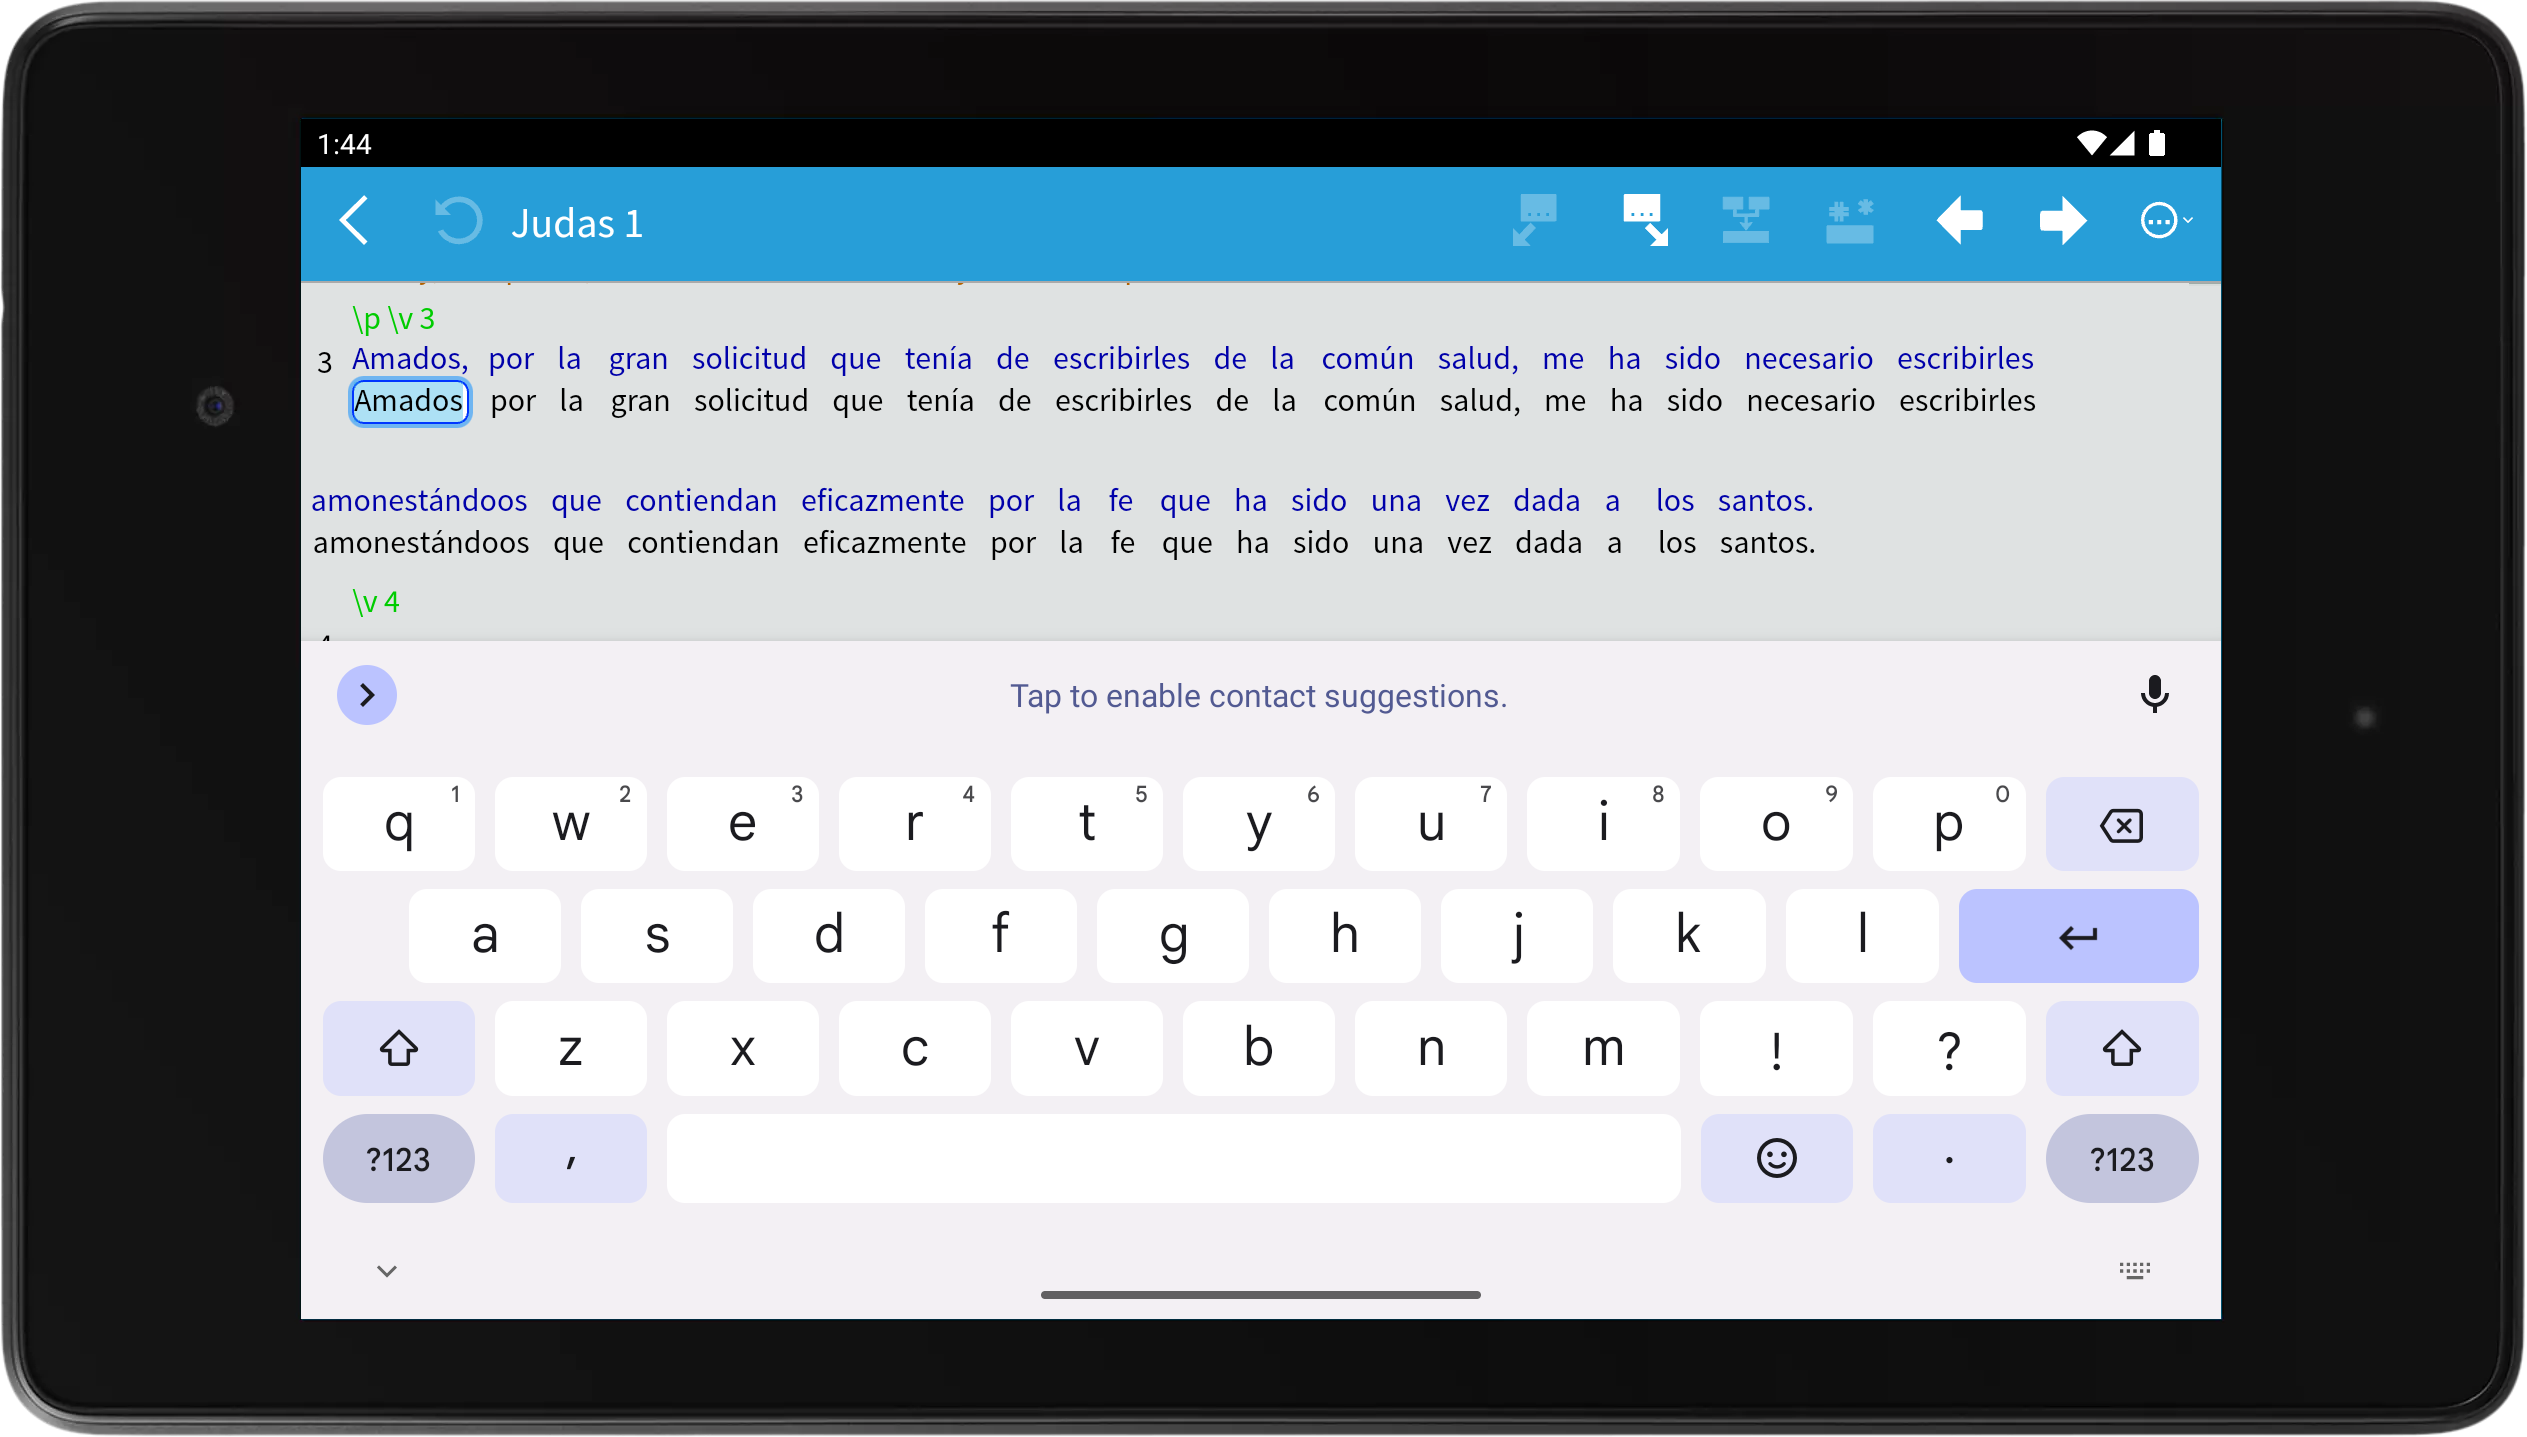 1:44
Judas 1
\p \v 3
3 Amados, por la gran solicitud que tenía de escribirles de la común salud, me ha sido necesario escribirles
Amados por la gran solicitud que tenía de escribirles de la común salud, me ha sido necesario escribirles
amonestándoos que contiendan eficazmente por la fe que ha sido una vez dada a los santos.
amonestándoos que contiendan eficazmente por la fe que ha sido una vez dada a los santos.
\v 4
Tap to enable contact suggestions.
q 1 w 2 e 3 r 4 t 5 y 6 u 7 i 8 o 9 p 0
a s d f g h j k l
z x c v b n m ! ?
?123 , . ?123